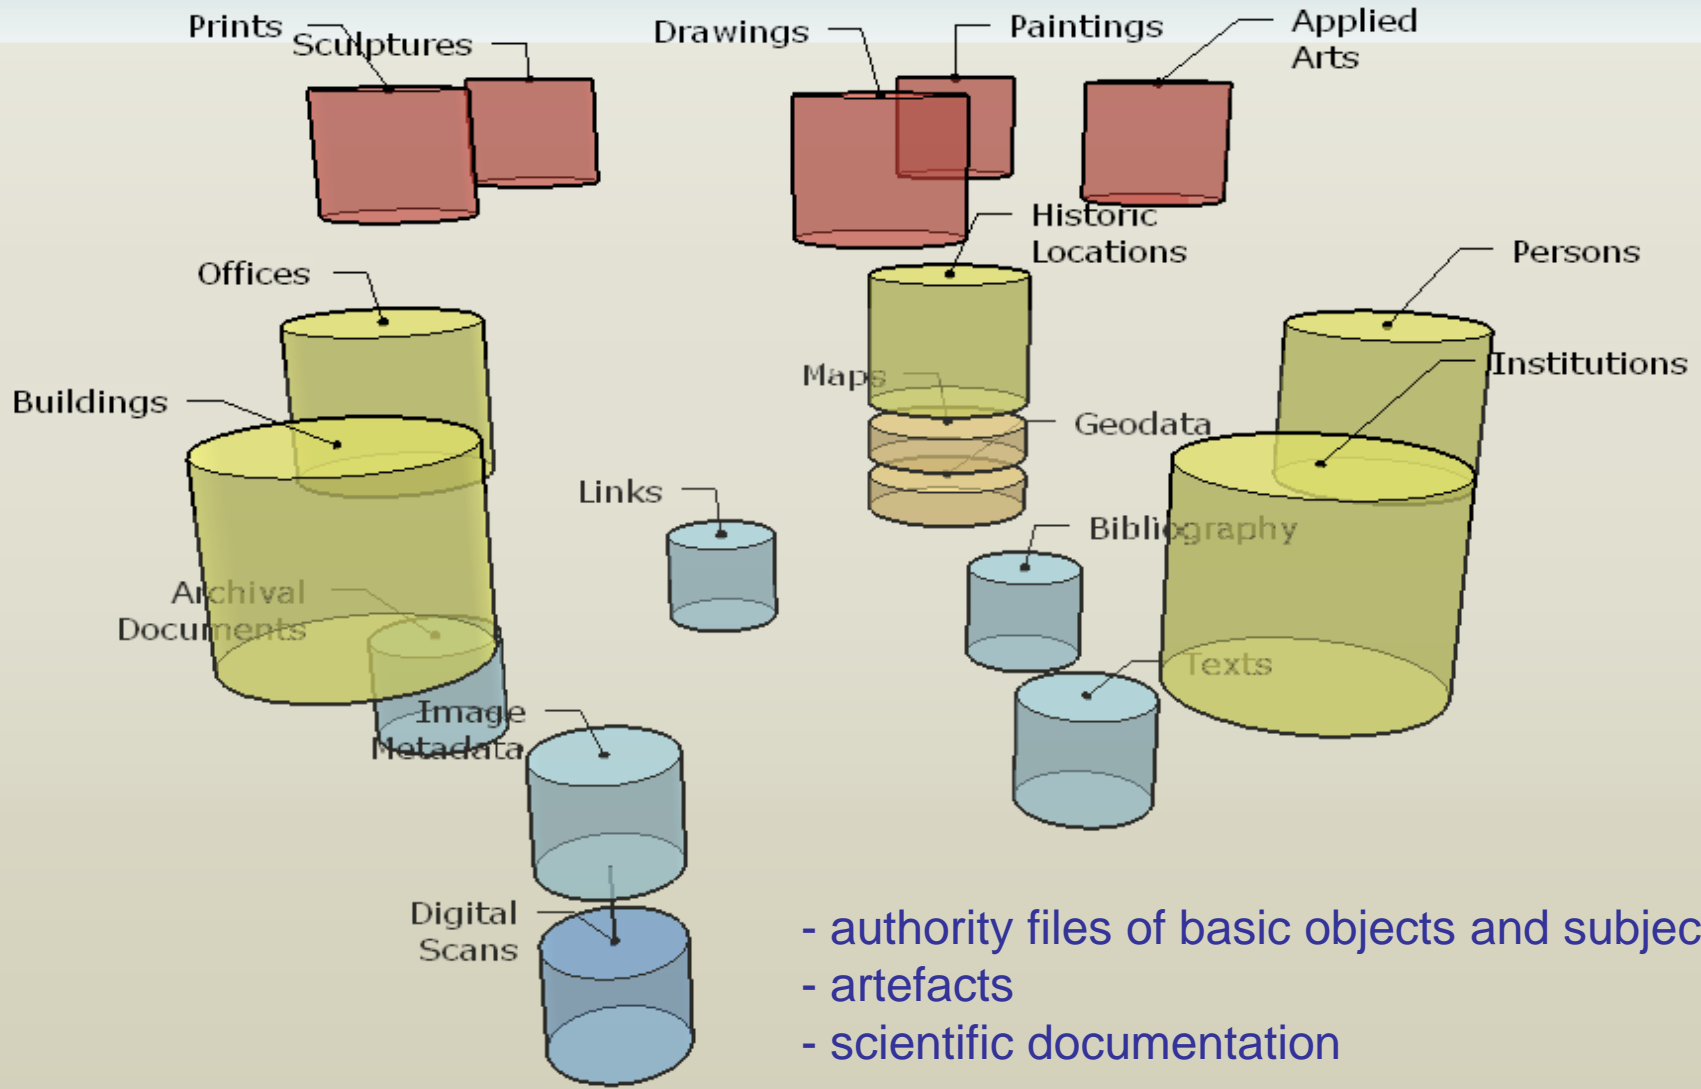 Prints
Sculptures
Drawings
Paintings
Applied
Arts
Historic
Locations
Offices
Persons
Maps
Institutions
Buildings
Geodata
Links
Bibliography
Archival
Documents
Texts
Image
Metadata
Digital
Scans
- authority files of basic objects and subjec
- artefacts
- scientific documentation